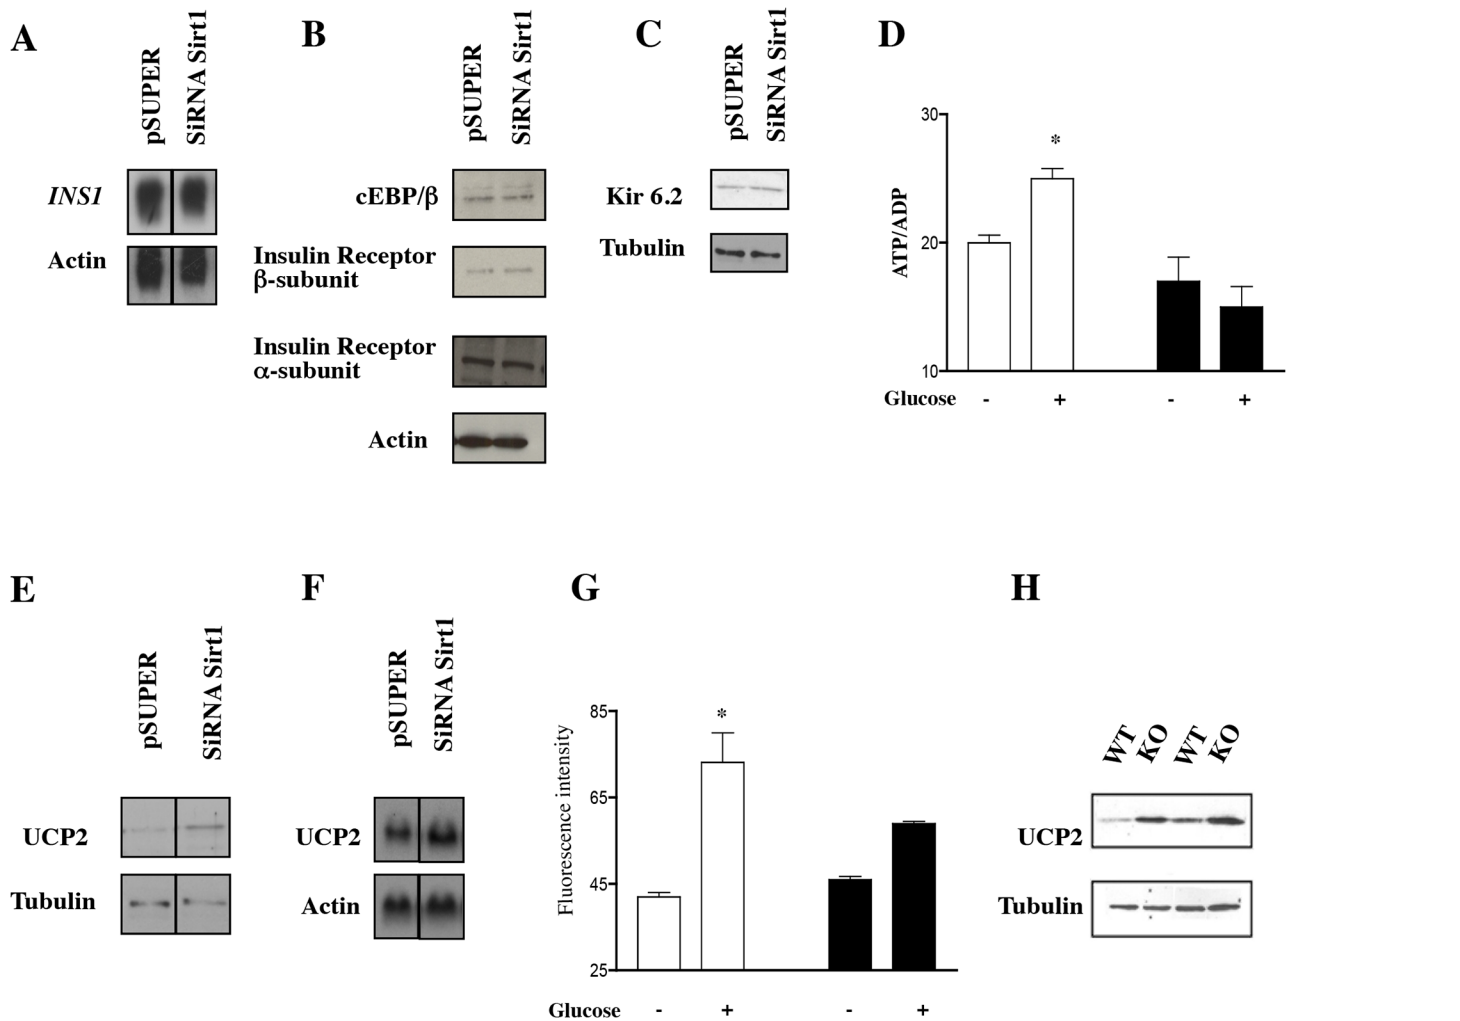 A
pSUPER
SiRNA Sirt1
INS1
Actin
B
pSUPER
SiRNA Sirt1
cEBP/β
Insulin Receptor
β-subunit
Insulin Receptor
α-subunit
Actin
C
pSUPER
SiRNA Sirt1
Kir 6.2
Tubulin
D
ATP/ADP
30
*
20
10
Glucose - + - +
E
pSUPER
SiRNA Sirt1
UCP2
Tubulin
F
pSUPER
SiRNA Sirt1
UCP2
Actin
G
Fluorescence intensity
85
*
65
45
25
Glucose - + - +
H
WT KO WT KO
UCP2
Tubulin